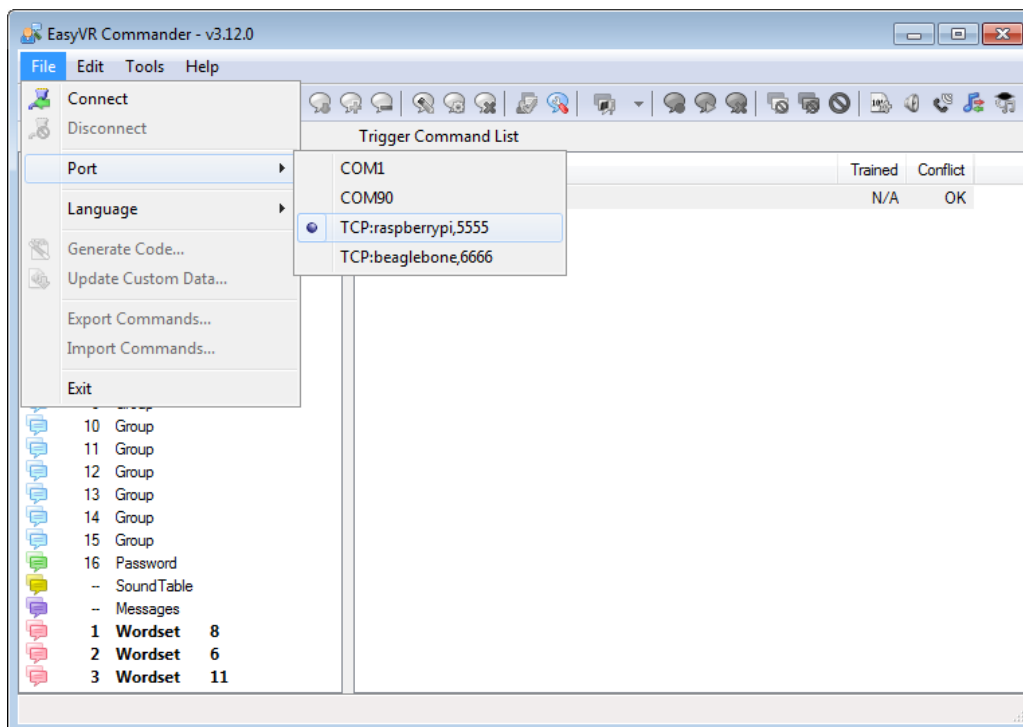 EasyVR Commander - v3.12.0
File Edit Tools Help
Connect
Disconnect
Trigger Command List
Port
COM1
Trained Conflict
COM90
N/A OK
Language
TCP:raspberrypi,5555
Generate Code...
TCP:beaglebone,6666
Update Custom Data...
Export Commands...
Import Commands...
Exit
10 Group
11 Group
12 Group
13 Group
14 Group
15 Group
16 Password
-- SoundTable
-- Messages
1 Wordset 8
2 Wordset 6
3 Wordset 11